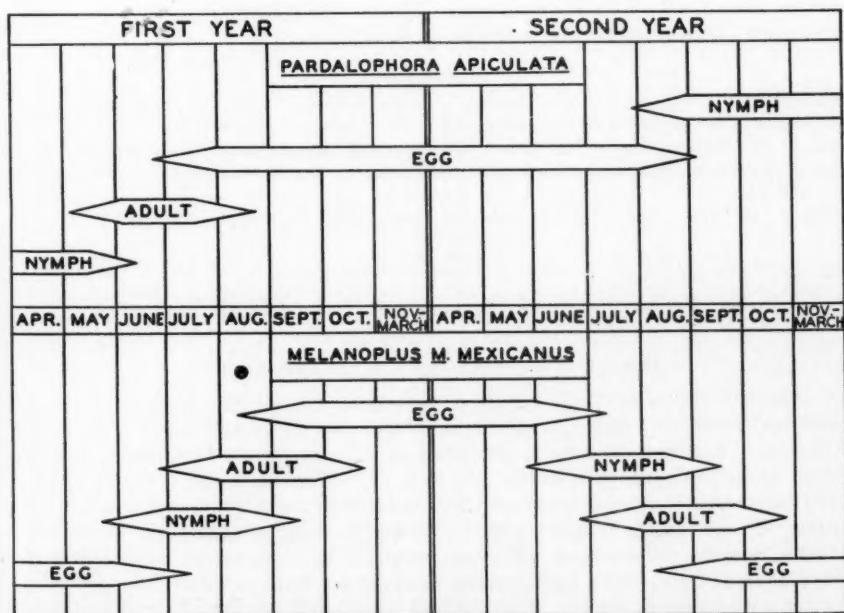 FIRST YEAR SECOND YEAR
PARDALOPHORA APICULATA
NYMPH
EGG
ADULT
NYMPH
APR. MAY JUNE JULY AUG. SEPT. OCT. NOV-MARCH APR. MAY JUNE JULY AUG. SEPT. OCT. NOV-MARCH
MELANOPLUS M. MEXICANUS
EGG
ADULT NYMPH
NYMPH ADULT
EGG EGG